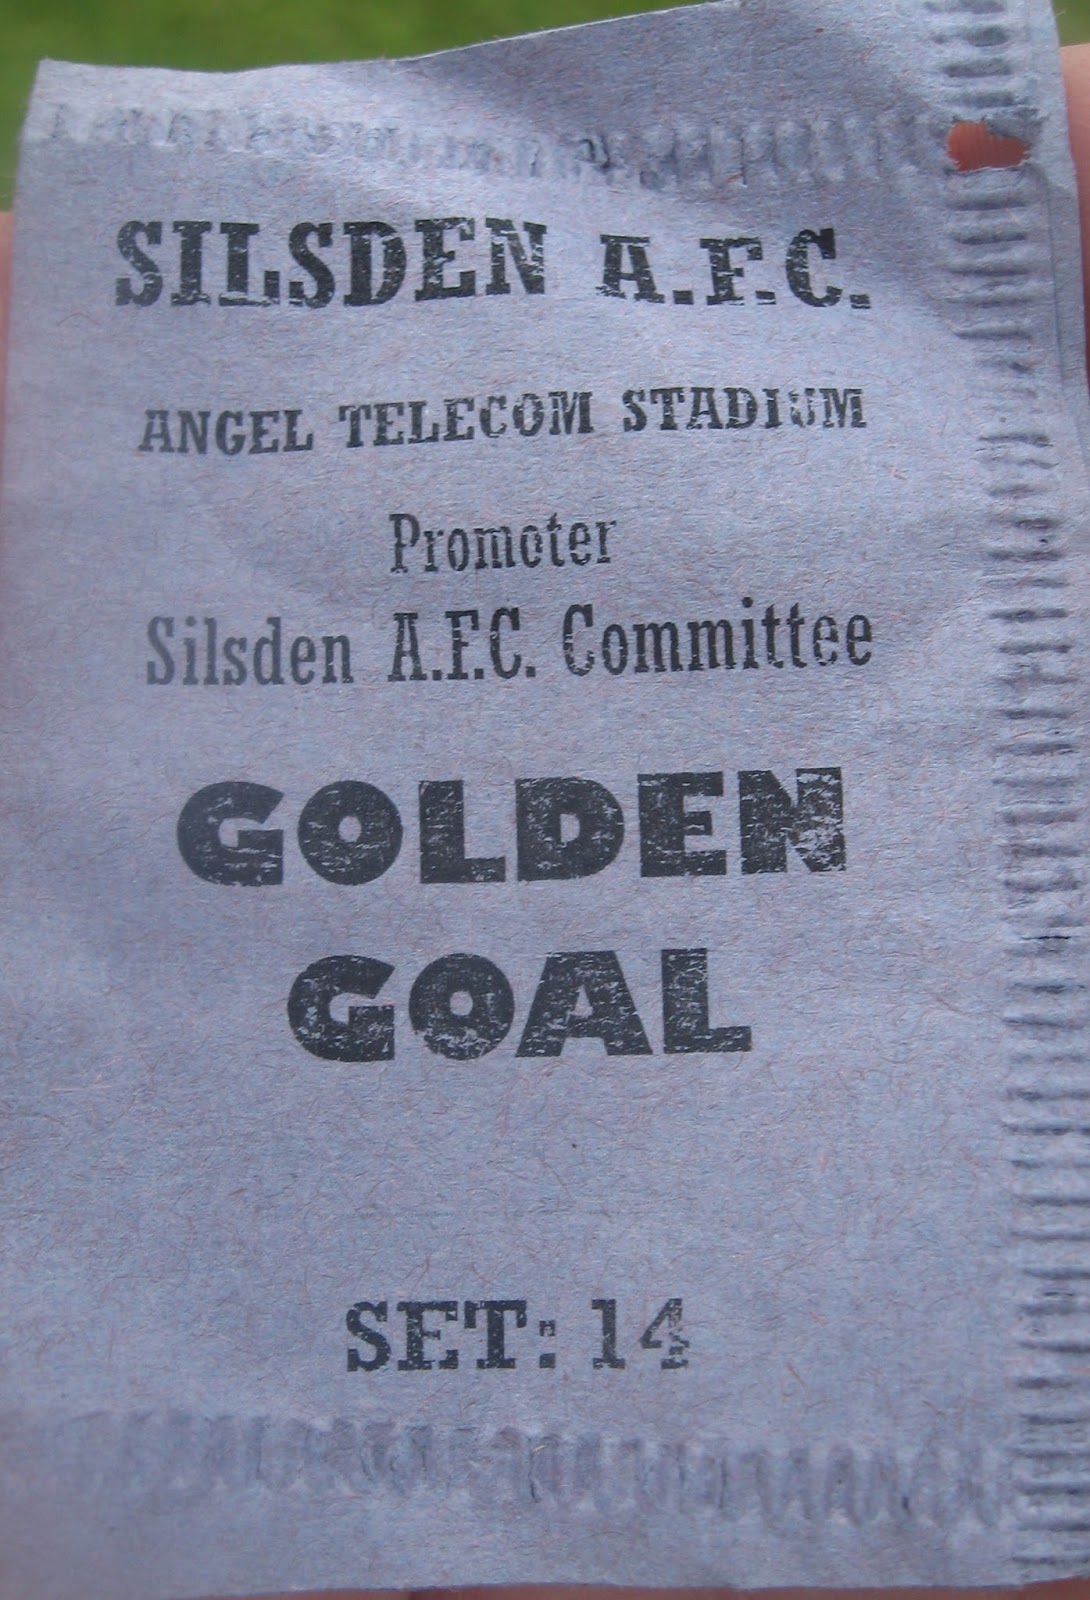 SILSDEN A.F.C.
ANGEL TELECOM STADIUM
Promoter
Silsden A.F.C. Committee
GOLDEN
GOAL
SET: 14